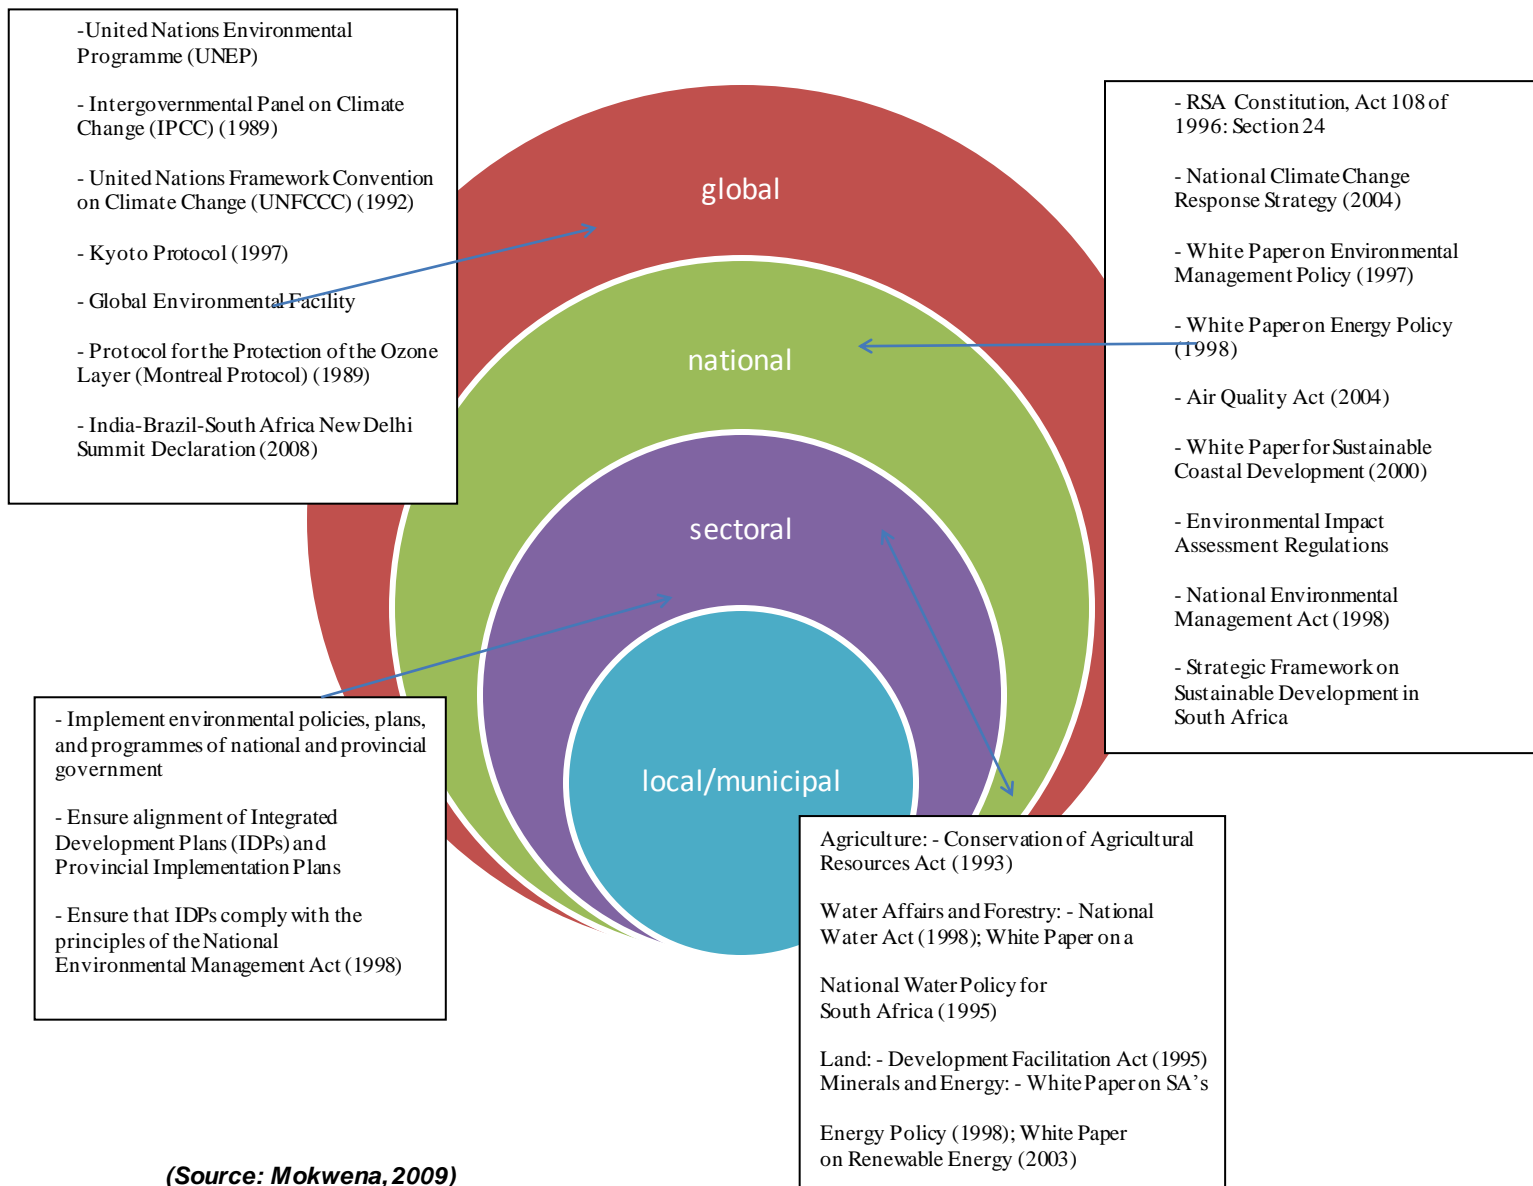 -United Nations Environmental
Programme (UNEP)
- Intergovernmental Panel on Climate
Change (IPCC) (1989)
- United Nations Framework Convention
on Climate Change (UNFCCC) (1992)
- Kyoto Protocol (1997)
- Global Environmental Facility
- Protocol for the Protection of the Ozone
Layer (Montreal Protocol) (1989)
- India-Brazil-South Africa New Delhi
Summit Declaration (2008)
global
national
sectoral
local/municipal
- RSA Constitution, Act 108 of
1996: Section 24
- National Climate Change
Response Strategy (2004)
- White Paper on Environmental
Management Policy (1997)
- White Paper on Energy Policy
(1998)
- Air Quality Act (2004)
- White Paper for Sustainable
Coastal Development (2000)
- Environmental Impact
Assessment Regulations
- National Environmental
Management Act (1998)
- Strategic Framework on
Sustainable Development in
South Africa
- Implement environmental policies, plans,
and programmes of national and provincial
government
- Ensure alignment of Integrated
Development Plans (IDPs) and
Provincial Implementation Plans
- Ensure that IDPs comply with the
principles of the National
Environmental Management Act (1998)
Agriculture: - Conservation of Agricultural
Resources Act (1993)
Water Affairs and Forestry: - National
Water Act (1998); White Paper on a
National Water Policy for
South Africa (1995)
Land: - Development Facilitation Act (1995)
Minerals and Energy: - White Paper on SA's
Energy Policy (1998); White Paper
on Renewable Energy (2003)
(Source: Mokwena, 2009)